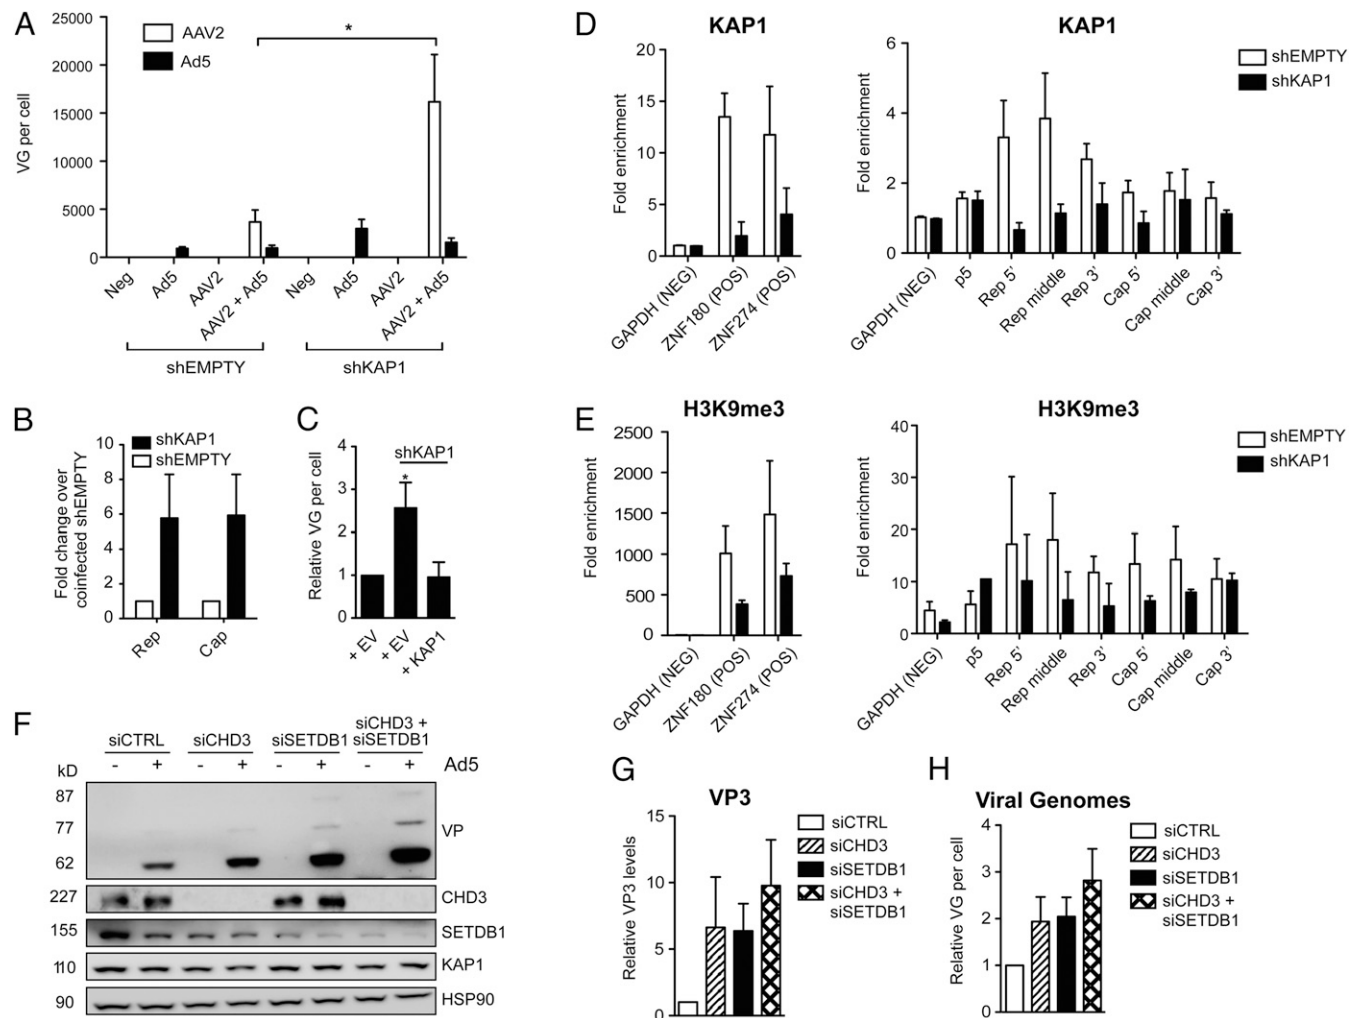 A
25000
20000
15000
10000
5000
0
VG per cell
AAV2
Ad5
*
Neg
Ad5
AAV2
AAV2 + Ad5
Neg
Ad5
AAV2
AAV2 + Ad5
shEMPTY
shKAP1
B
shKAP1
shEMPTY
10
8
6
4
2
0
Fold change over
coinfected shEMPTY
Rep
Cap
C
shKAP1
*
4
3
2
1
0
Relative VG per cell
+ EV
+ EV
+ KAP1
D
KAP1
20
15
10
5
0
Fold enrichment
GAPDH (NEG)
ZNF180 (POS)
ZNF274 (POS)
KAP1
6
4
2
0
Fold enrichment
GAPDH (NEG)
p5
Rep 5'
Rep middle
Rep 3'
Cap 5'
Cap middle
Cap 3'
shEMPTY
shKAP1
E
H3K9me3
2500
2000
1500
1000
500
0
Fold enrichment
GAPDH (NEG)
ZNF180 (POS)
ZNF274 (POS)
H3K9me3
40
30
20
10
0
Fold enrichment
GAPDH (NEG)
p5
Rep 5'
Rep middle
Rep 3'
Cap 5'
Cap middle
Cap 3'
shEMPTY
shKAP1
F
siCTRL
siCHD3
siSETDB1
siCHD3 +
siSETDB1
- + - + - + - + Ad5
kD
87
77
62
VP
227
CHD3
155
SETDB1
110
KAP1
90
HSP90
G
VP3
15
10
5
0
Relative VP3 levels
siCTRL
siCHD3
siSETDB1
siCHD3 +
siSETDB1
H
Viral Genomes
4
3
2
1
0
Relative VG per cell
siCTRL
siCHD3
siSETDB1
siCHD3 +
siSETDB1